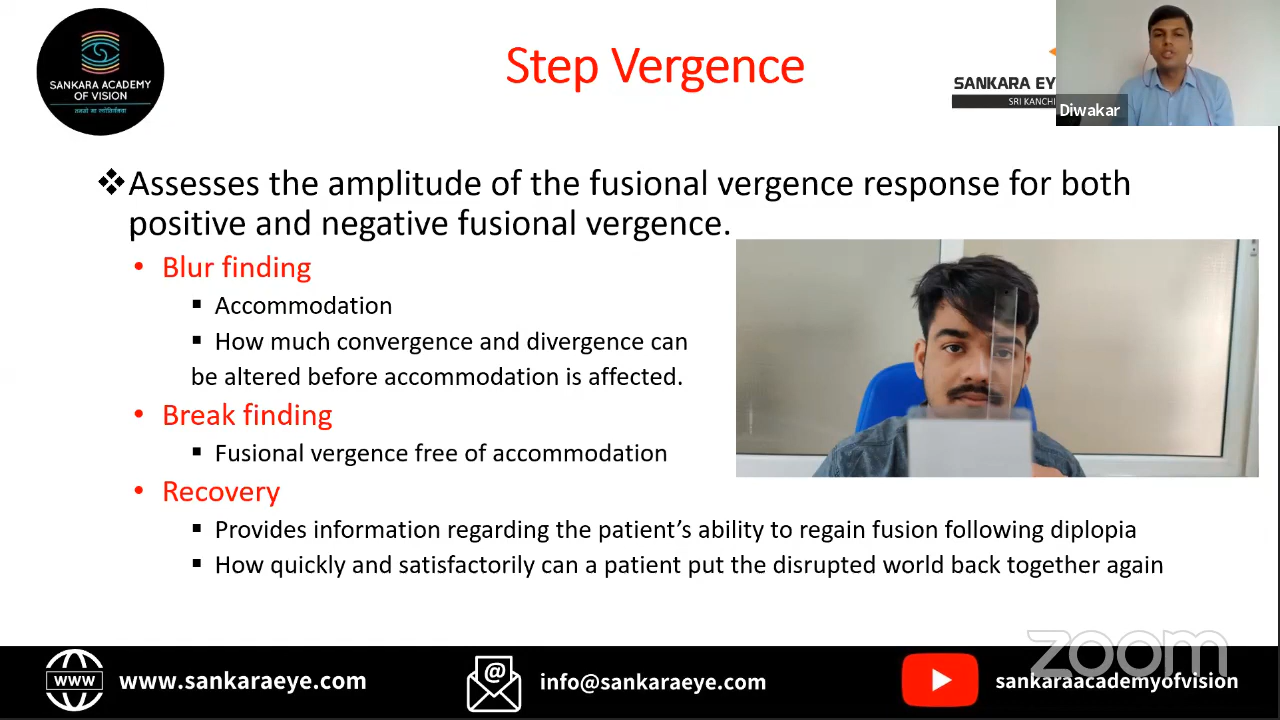 SANKARA ACADEMY
OF VISION
Step Vergence
SANKARA EY
SRI KANCHI
Diwakar
❖Assesses the amplitude of the fusional vergence response for both
positive and negative fusional vergence.
• Blur finding
▪ Accommodation
▪ How much convergence and divergence can
be altered before accommodation is affected.
• Break finding
▪ Fusional vergence free of accommodation
• Recovery
▪ Provides information regarding the patient’s ability to regain fusion following diplopia
▪ How quickly and satisfactorily can a patient put the disrupted world back together again
zoom
WWW
www.sankaraeye.com
@
info@sankaraeye.com
sankaraacademyofvision